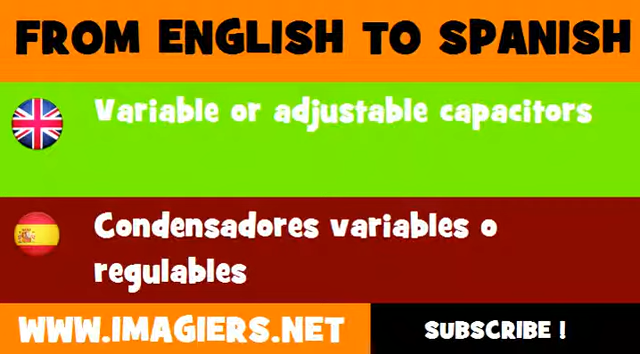 FROM ENGLISH TO SPANISH
Variable or adjustable capacitors
Condensadores variables o
regulables
WWW.IMAGIERS.NET
SUBSCRIBE !